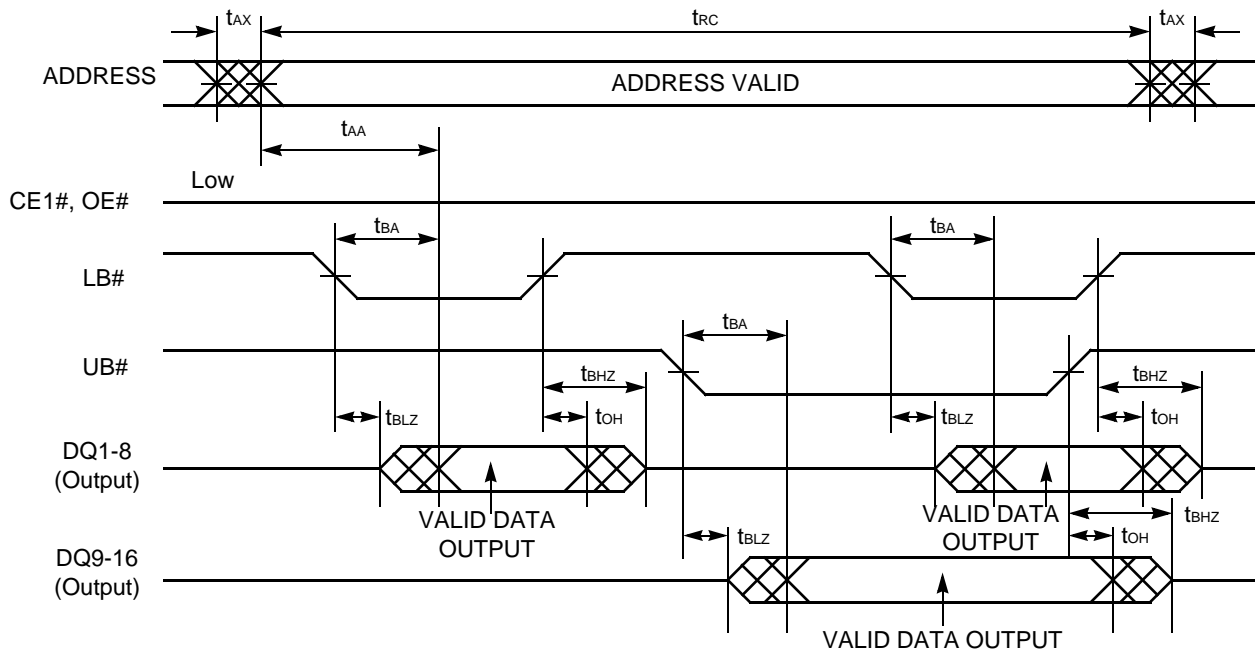 tAX tRC tAX
ADDRESS ADDRESS VALID
tAA
Low
CE1#, OE#
tBA tBA
LB#
tBA
UB#
tBHZ tBHZ
tBLZ tOH tBLZ tOH
DQ1-8
(Output)
VALID DATA
OUTPUT
VALID DATA
OUTPUT
tBHZ
tBLZ tOH
DQ9-16
(Output)
VALID DATA OUTPUT